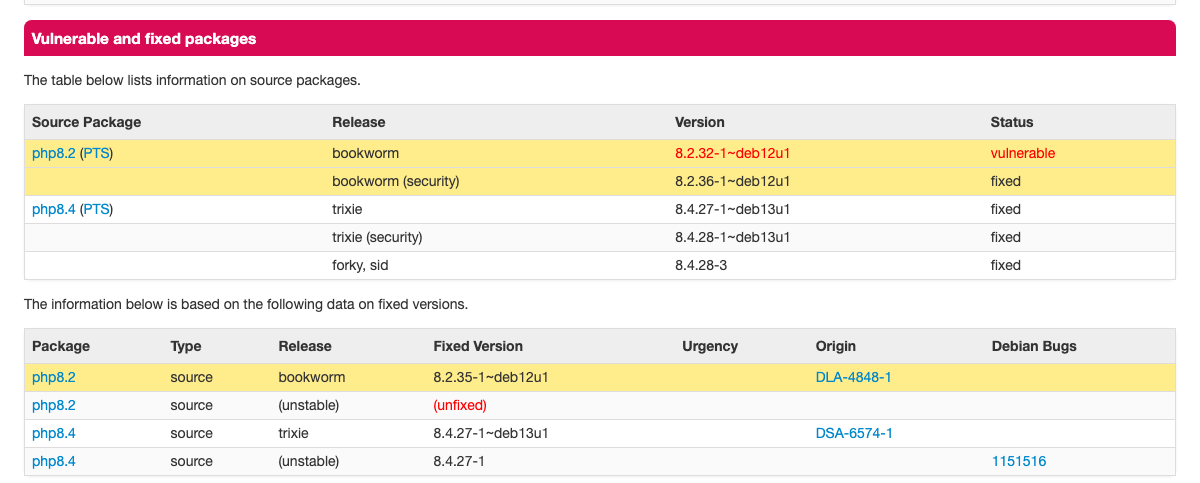 Vulnerable and fixed packages
The table below lists information on source packages.
Source Package Release Version Status
php8.2 (PTS) bookworm 8.2.32-1~deb12u1 vulnerable
bookworm (security) 8.2.36-1~deb12u1 fixed
php8.4 (PTS) trixie 8.4.27-1~deb13u1 fixed
trixie (security) 8.4.28-1~deb13u1 fixed
forky, sid 8.4.28-3 fixed
The information below is based on the following data on fixed versions.
Package Type Release Fixed Version Urgency Origin Debian Bugs
php8.2 source bookworm 8.2.35-1~deb12u1 DLA-4848-1
php8.2 source (unstable) (unfixed)
php8.4 source trixie 8.4.27-1~deb13u1 DSA-6574-1
php8.4 source (unstable) 8.4.27-1 1151516